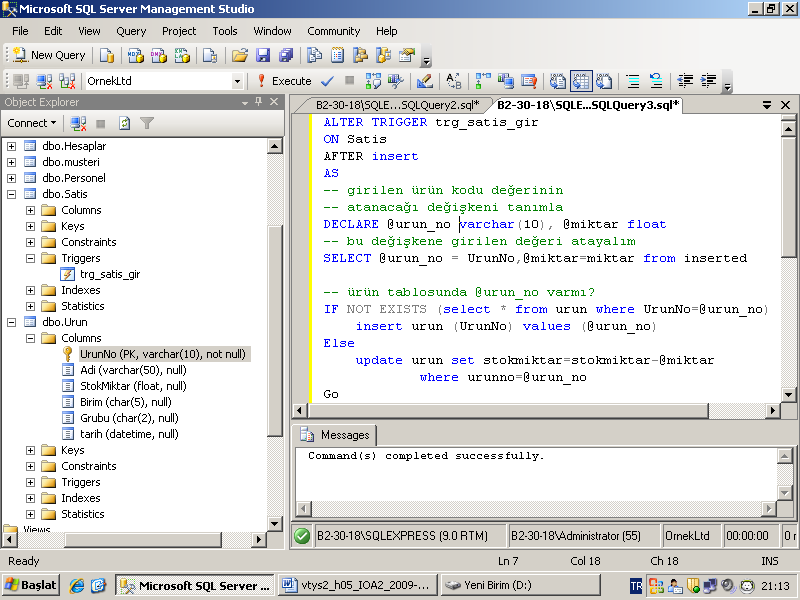 Microsoft SQL Server Management Studio
File Edit View Query Project Tools Window Community Help
New Query
OrnekLtd Execute
Object Explorer
Connect
dbo.Hesaplar
dbo.musteri
dbo.Personel
dbo.Satis
Columns
Keys
Constraints
Triggers
trg_satis_gir
Indexes
Statistics
dbo.Urun
Columns
UrunNo (PK, varchar(10), not null)
Adi (varchar(50), null)
StokMiktar (float, null)
Birim (char(5), null)
Grubu (char(2), null)
tarih (datetime, null)
Keys
Constraints
Triggers
Indexes
Statistics
Views
B2-30-18\SQLE...SQLQuery2.sql* B2-30-18\SQLE...SQLQuery3.sql*
ALTER TRIGGER trg_satis_gir
ON Satis
AFTER insert
AS
-- girilen ürün kodu değerinin
-- atanacağı değişkeni tanımla
DECLARE @urun_no varchar(10), @miktar float
-- bu değişkene girilen değeri atayalım
SELECT @urun_no = UrunNo,@miktar=miktar from inserted
-- ürün tablosunda @urun_no varmı?
IF NOT EXISTS (select * from urun where UrunNo=@urun_no)
insert urun (UrunNo) values (@urun_no)
Else
update urun set stokmiktar=stokmiktar-@miktar
where urunno=@urun_no
Go
Messages
Command(s) completed successfully.
B2-30-18\SQLEXPRESS (9.0 RTM) B2-30-18\Administrator (55) OrnekLtd 00:00:00 0 r
Ready Ln 7 Col 18 Ch 18 INS
Başlat Microsoft SQL Server ... vtys2_h05_IOA2_2009-... Yeni Birim (D:) TR 21:13